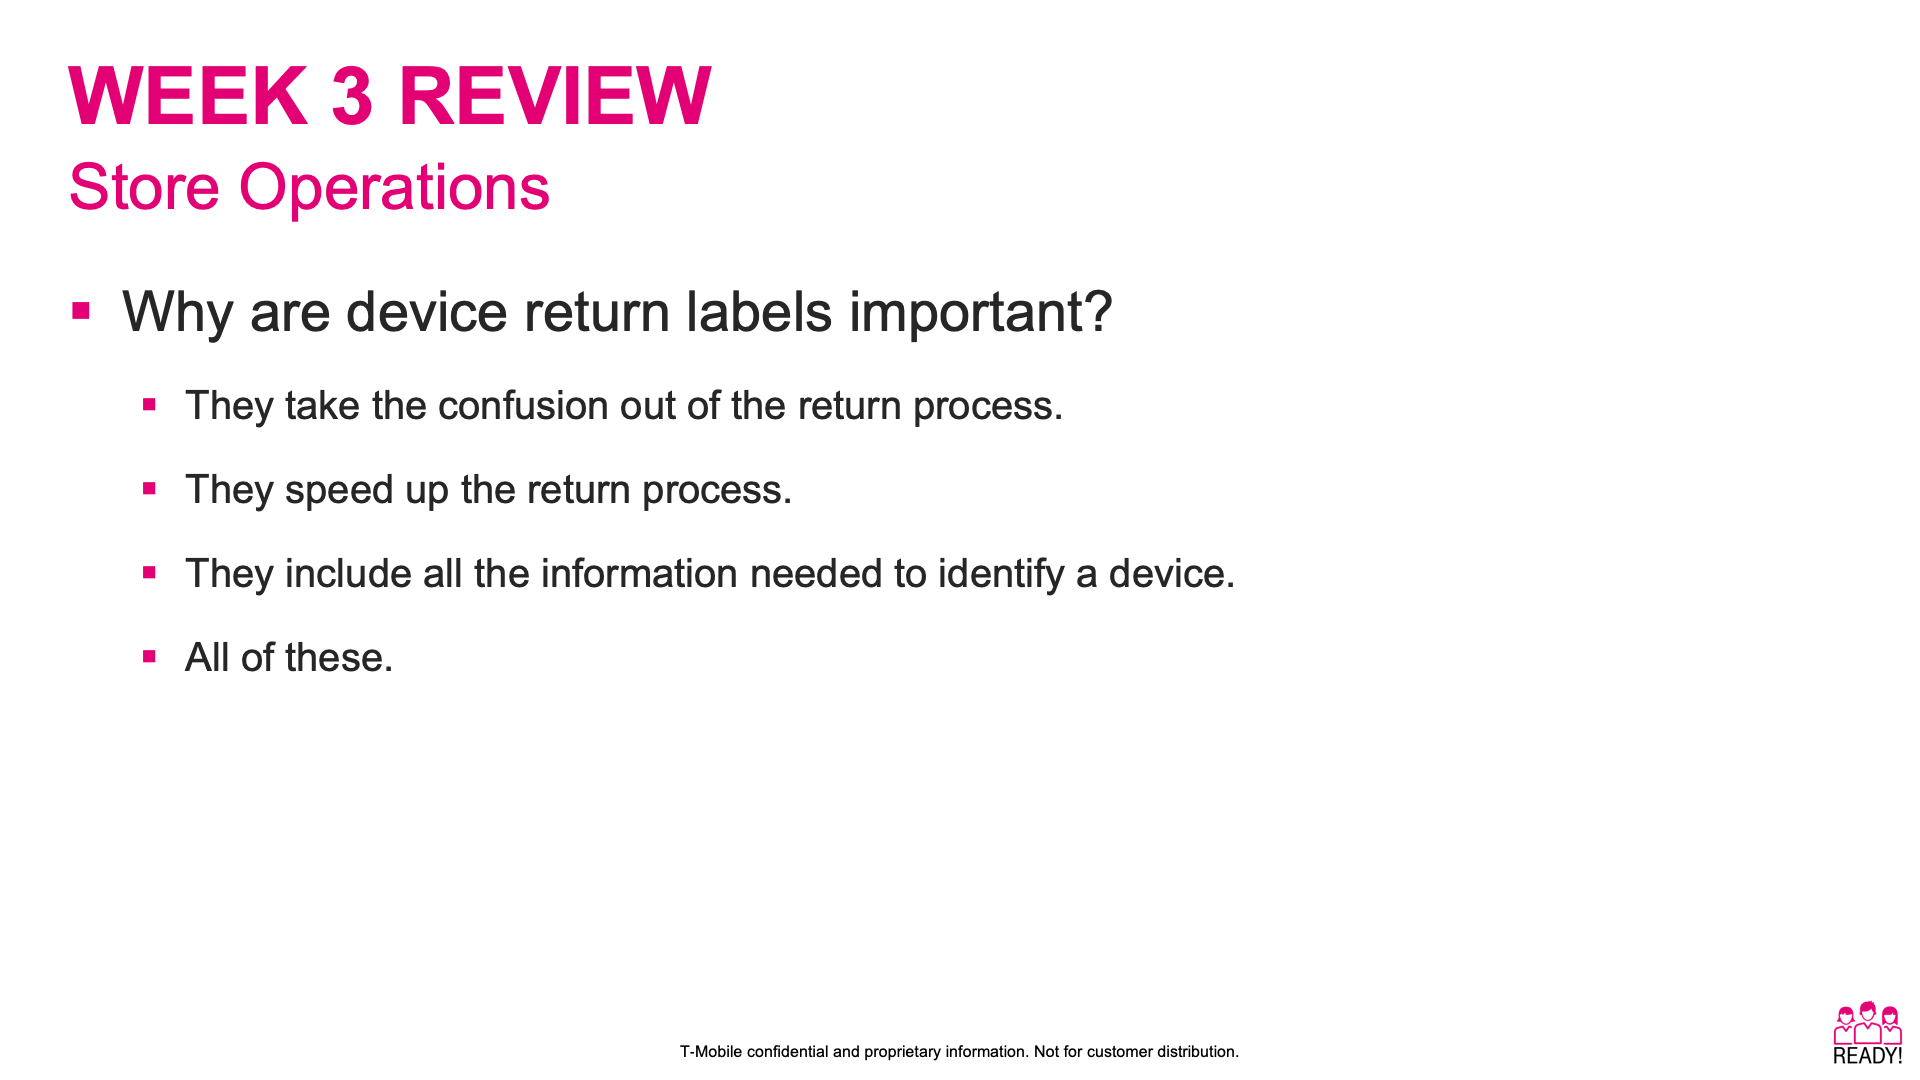 WEEK 3 REVIEW
Store Operations
Why are device return labels important?
They take the confusion out of the return process.
They speed up the return process.
They include all the information needed to identify a device.
All of these.
T-Mobile confidential and proprietary information. Not for customer distribution.
READY!